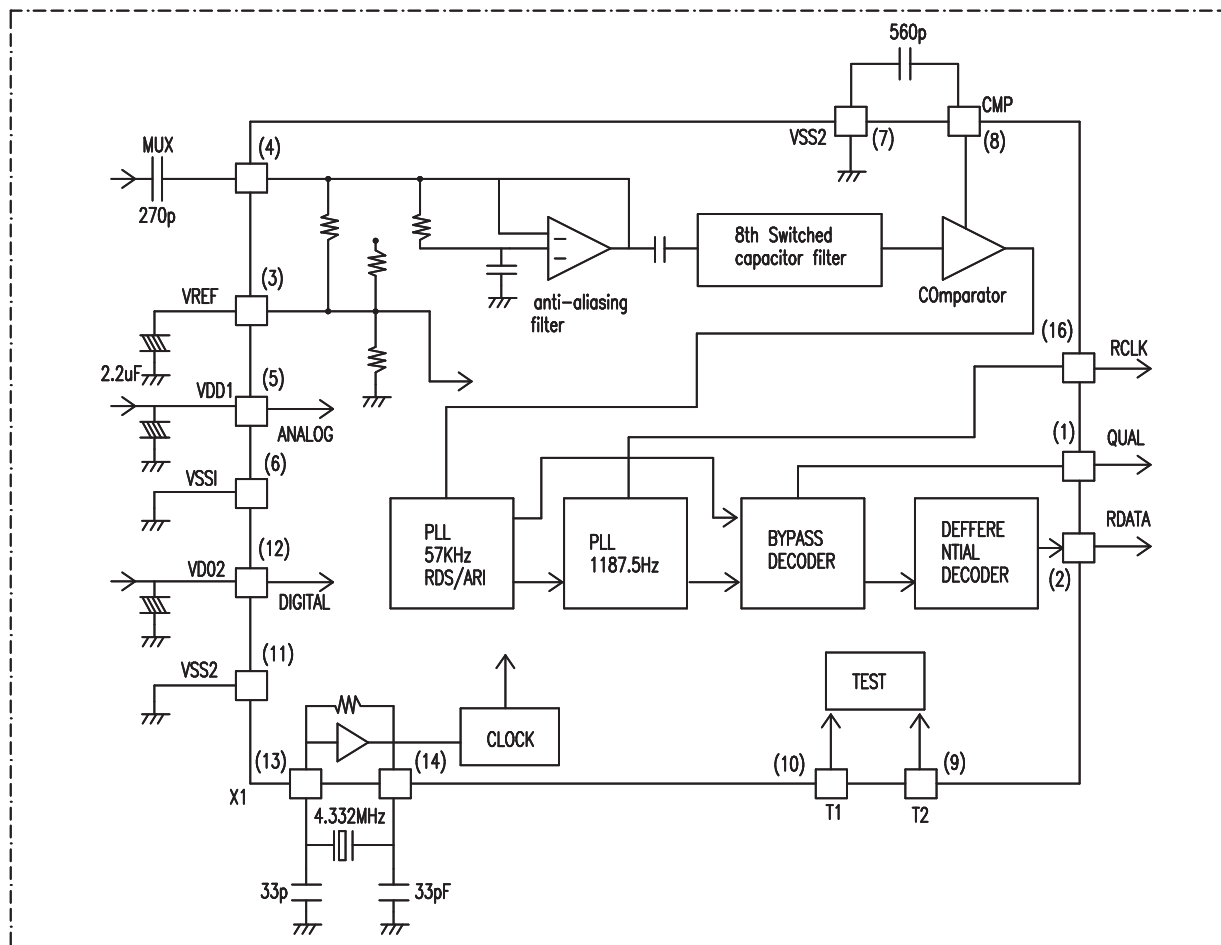 560p
CMP
VSS2
(7)
(8)
MUX
(4)
270p
8th Switched
capacitor filter
COmparator
anti-aliasing
filter
(3)
VREF
2.2uF
VDD1
(5)
ANALOG
(6)
VSSI
(12)
VDO2
DIGITAL
(11)
VSS2
(16)
RCLK
(1)
QUAL
RDATA
(2)
PLL
57KHz
RDS/ARI
PLL
1187.5Hz
BYPASS
DECODER
DEFFERE
NTIAL
DECODER
TEST
CLOCK
(13)
(14)
X1
4.332MHz
33p
33pF
(10)
(9)
T1
T2